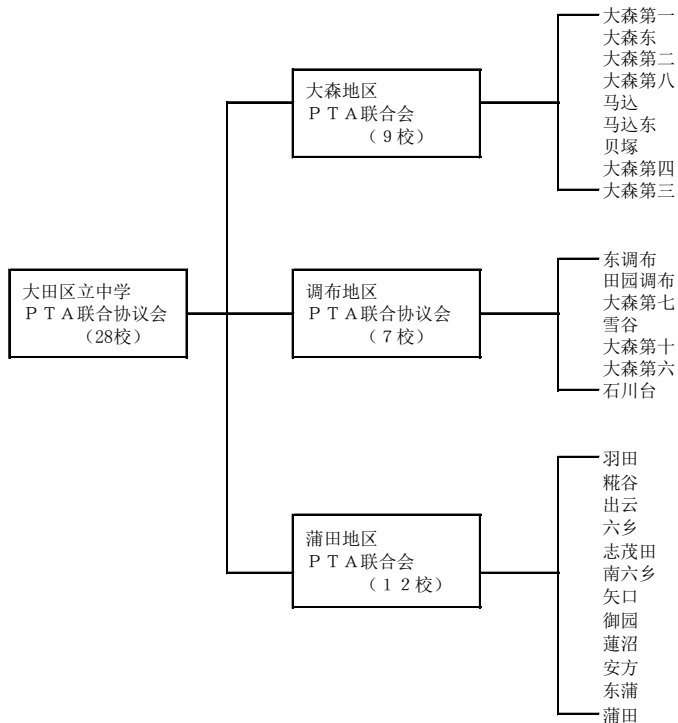 大田区立中学
ＰＴＡ联合协议会
(28校)
大森地区
ＰＴＡ联合会
（９校）
大森第一
大森东
大森第二
大森第八
马込
马込东
贝塚
大森第四
大森第三
调布地区
ＰＴＡ联合协议会
（７校）
东调布
田园调布
大森第七
雪谷
大森第十
大森第六
石川台
蒲田地区
ＰＴＡ联合会
（１２校）
羽田
糀谷
出云
六乡
志茂田
南六乡
矢口
御园
蓮沼
安方
东蒲
蒲田